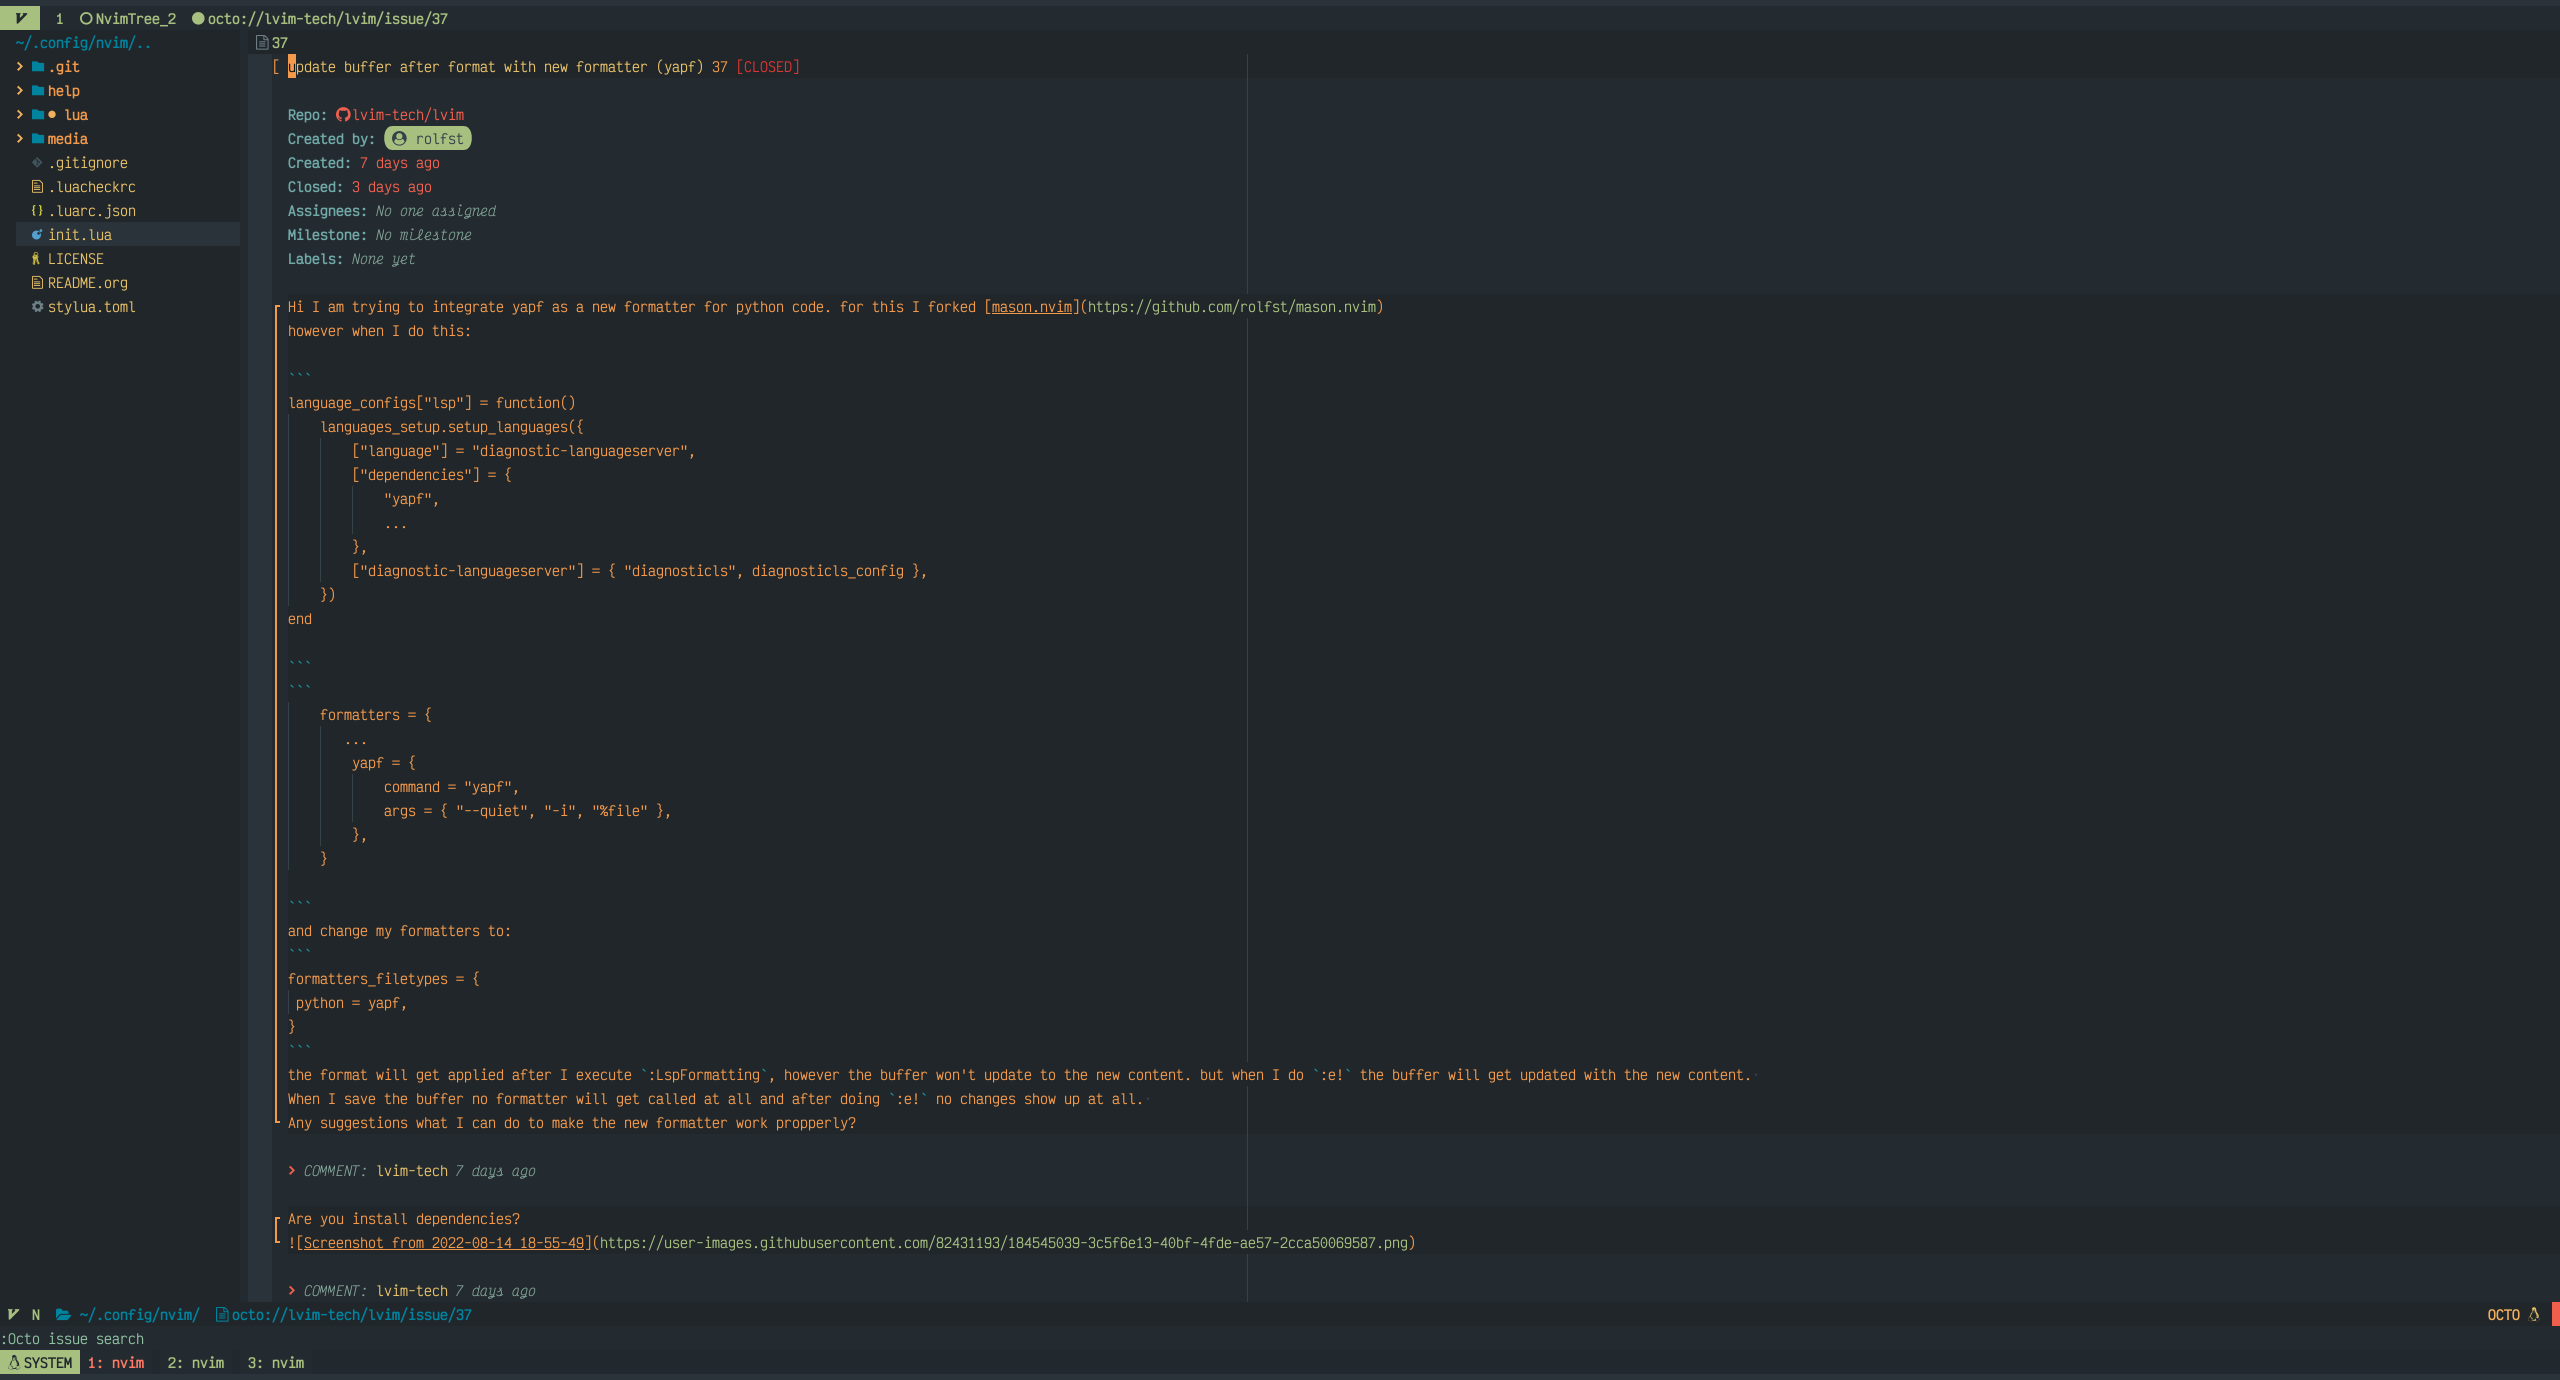 1 NvimTree_2 octo://lvim-tech/lvim/issue/37
~/.config/nvim/..
.git
help
lua
media
.gitignore
.luacheckrc
{} .luarc.json
init.lua
LICENSE
README.org
stylua.toml
37
[ update buffer after format with new formatter (yapf) 37 [CLOSED]
Repo: lvim-tech/lvim
Created by: rolfst
Created: 7 days ago
Closed: 3 days ago
Assignees: No one assigned
Milestone: No milestone
Labels: None yet
Hi I am trying to integrate yapf as a new formatter for python code. for this I forked [mason.nvim](https://github.com/rolfst/mason.nvim)
however when I do this:
```
language_configs["lsp"] = function()
languages_setup.setup_languages({
["language"] = "diagnostic-languageserver",
["dependencies"] = {
"yapf",
...
},
["diagnostic-languageserver"] = { "diagnosticls", diagnosticls_config },
})
end
```
```
formatters = {
...
yapf = {
command = "yapf",
args = { "--quiet", "-i", "%file" },
},
}
```
and change my formatters to:
```
formatters_filetypes = {
python = yapf,
}
```
the format will get applied after I execute `:LspFormatting`, however the buffer won't update to the new content. but when I do `:e!` the buffer will get updated with the new content.
When I save the buffer no formatter will get called at all and after doing `:e!` no changes show up at all.
Any suggestions what I can do to make the new formatter work propperly?
> COMMENT: lvim-tech 7 days ago
Are you install dependencies?
![Screenshot from 2022-08-14 18-55-49](https://user-images.githubusercontent.com/82431193/184545039-3c5f6e13-40bf-4fde-ae57-2cca50069587.png)
> COMMENT: lvim-tech 7 days ago
N ~/.config/nvim/ octo://lvim-tech/lvim/issue/37 OCTO
:Octo issue search
SYSTEM 1: nvim 2: nvim 3: nvim